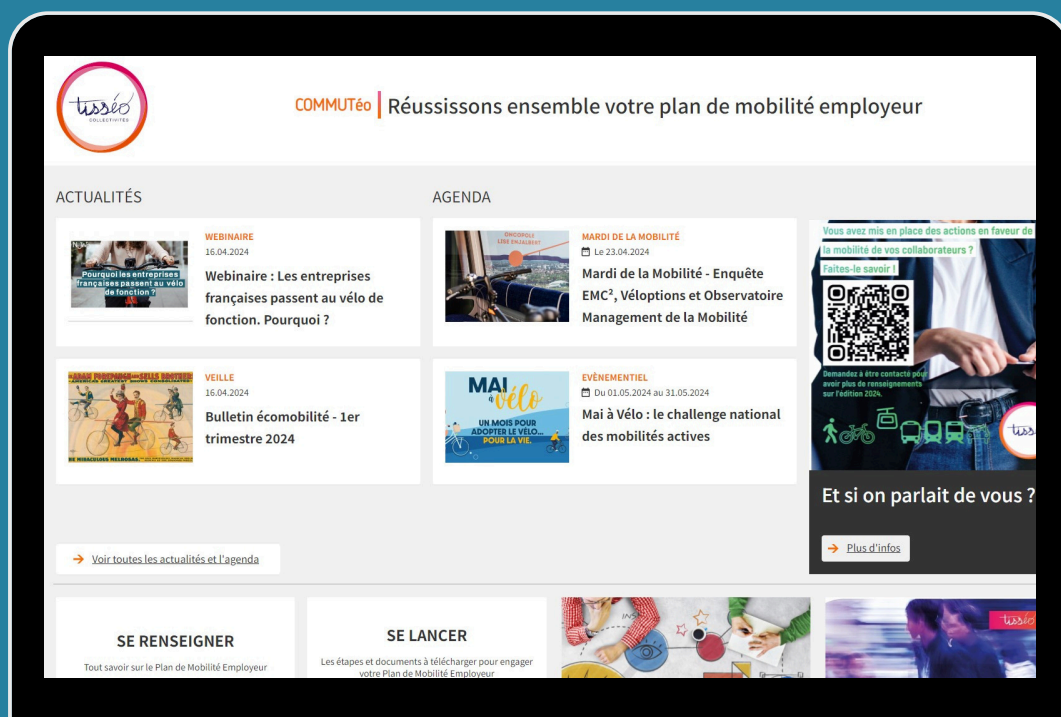 tisséo
COLLECTIVITES
COMMUTéo | Réussissons ensemble votre plan de mobilité employeur
ACTUALITÉS
Pourquoi les entreprises
françaises passent au vélo
de fonction ?
WEBINAIRE
16.04.2024
Webinaire : Les entreprises
françaises passent au vélo de
fonction. Pourquoi ?
VEILLE
16.04.2024
Bulletin écomobilité - 1er
trimestre 2024
Voir toutes les actualités et l'agenda
AGENDA
ONCOPOLE
LISE ENJALBERT
MARDI DE LA MOBILITÉ
Le 23.04.2024
Mardi de la Mobilité - Enquête
EMC², Véloptions et Observatoire
Management de la Mobilité
MAI
à vélo
UN MOIS POUR
ADOPTER LE VÉLO...
POUR LA VIE.
EVÈNEMENTIEL
Du 01.05.2024 au 31.05.2024
Mai à Vélo : le challenge national
des mobilités actives
Vous avez mis en place des actions en faveur de
la mobilité de vos collaborateurs ?
Faites-le savoir !
Demandez à être contacté pour
avoir plus de renseignements
sur l'édition 2024.
Et si on parlait de vous ?
Plus d'infos
SE RENSEIGNER
Tout savoir sur le Plan de Mobilité Employeur
SE LANCER
Les étapes et documents à télécharger pour engager
votre Plan de Mobilité Employeur
tisséo